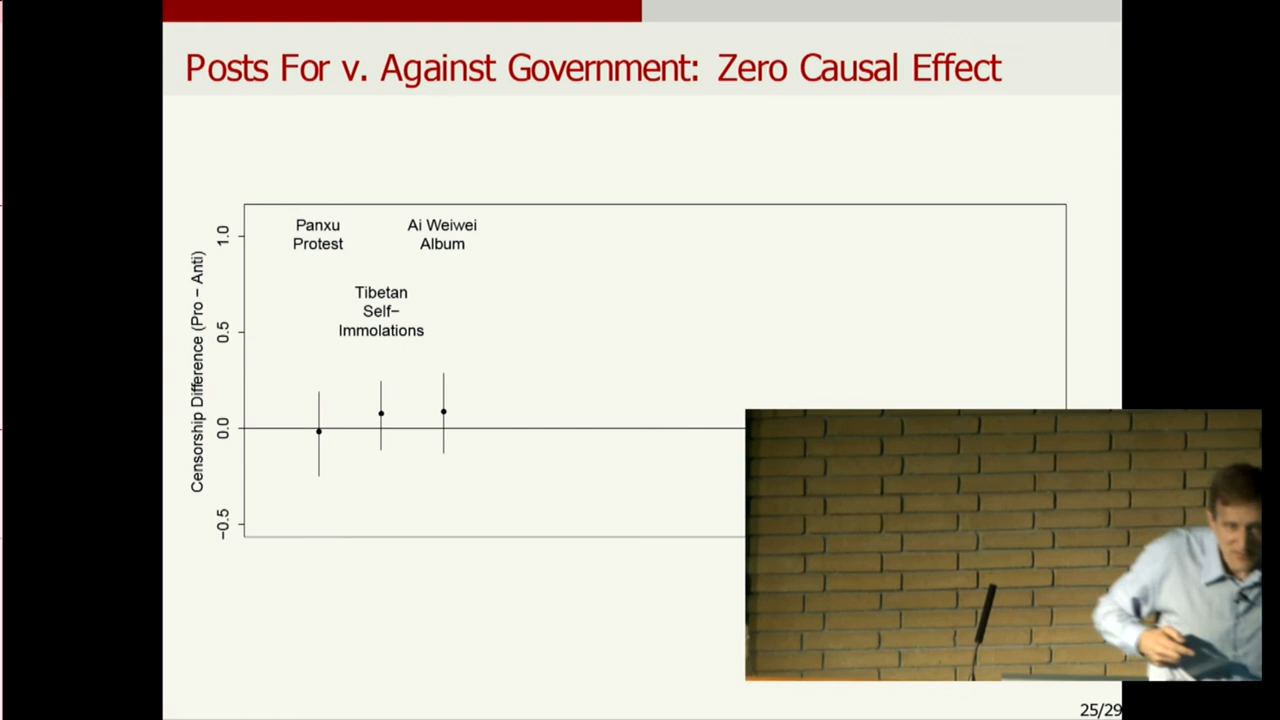 Posts For v. Against Government: Zero Causal Effect
Panxu
Protest
Ai Weiwei
Album
Tibetan
Self−
Immolations
Censorship Difference (Pro − Anti)
1.0
0.5
0.0
−0.5
25/29